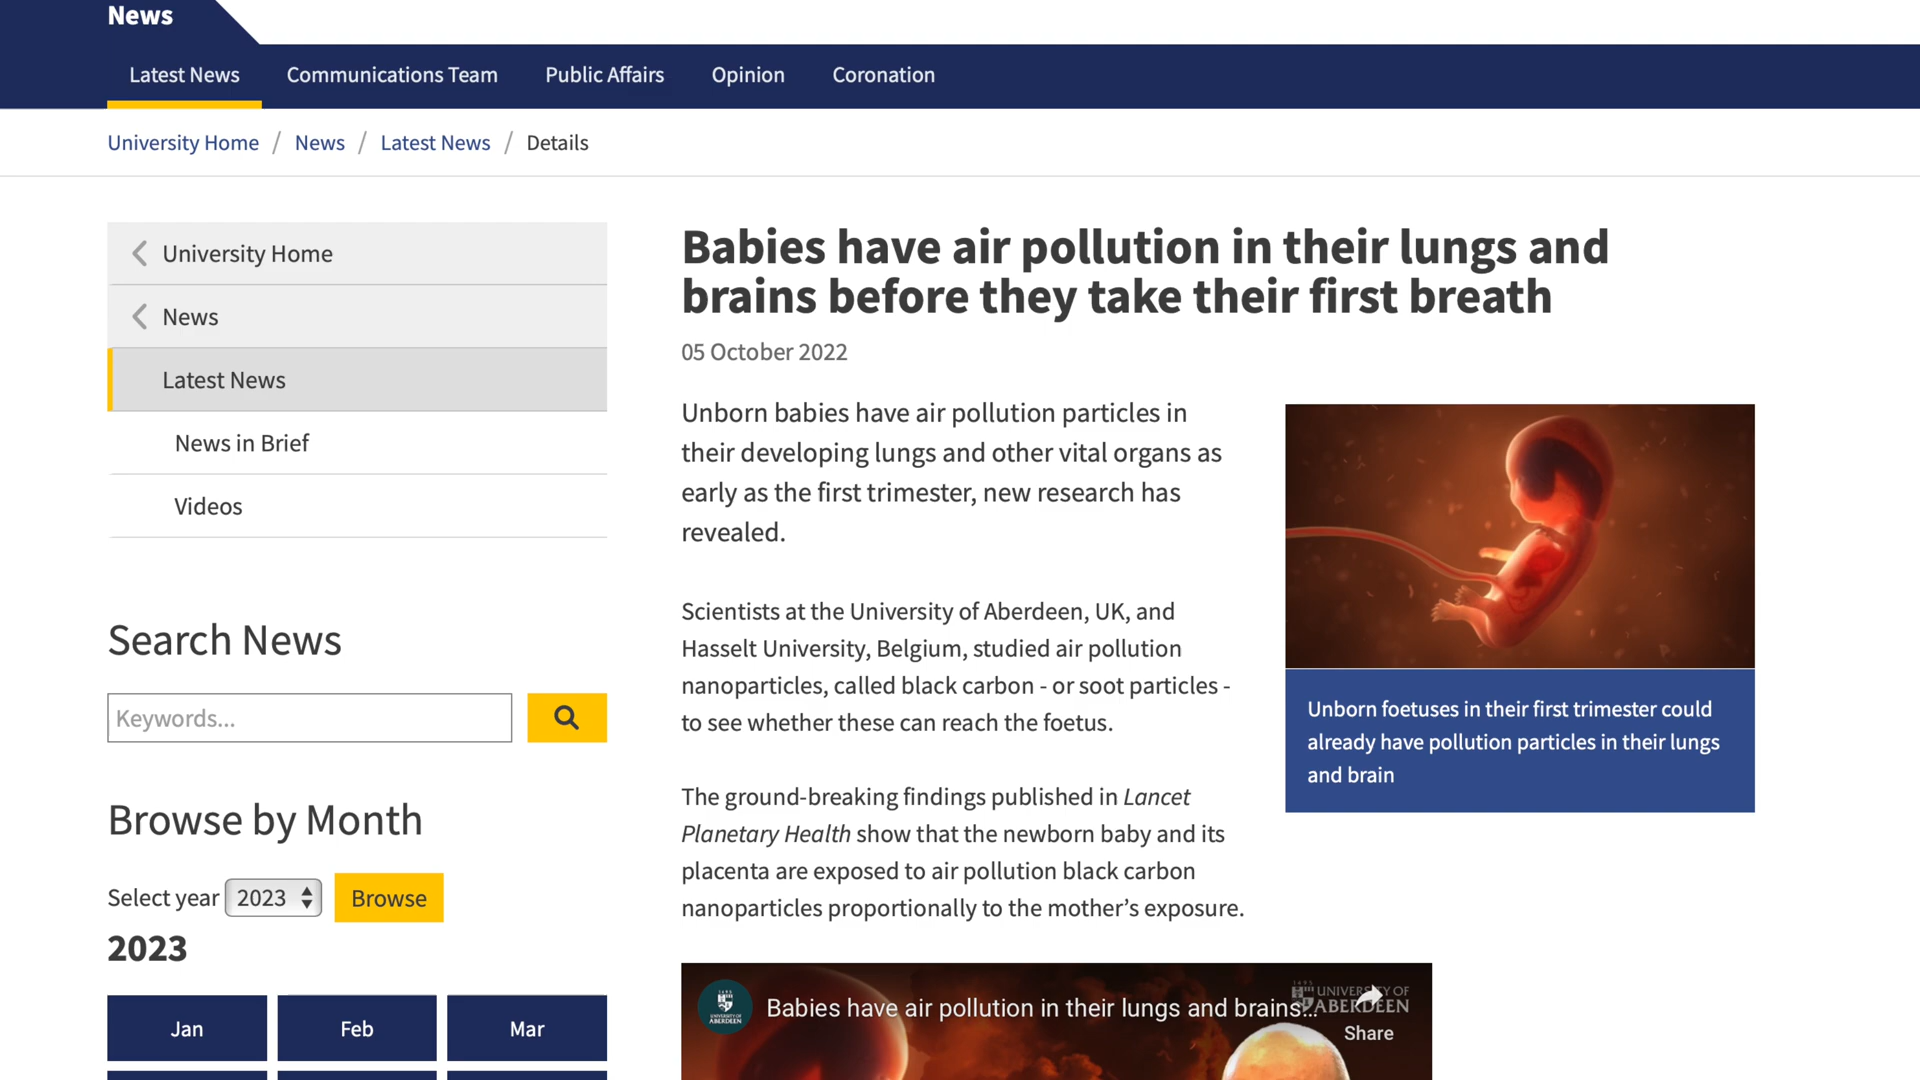 News
Latest News
Communications Team
Public Affairs
Opinion
Coronation
University Home / News / Latest News / Details
University Home
News
Latest News
News in Brief
Videos
Search News
Keywords...
Browse by Month
Select year 2023 Browse
2023
Jan
Feb
Mar
Babies have air pollution in their lungs and
brains before they take their first breath
05 October 2022
Unborn babies have air pollution particles in
their developing lungs and other vital organs as
early as the first trimester, new research has
revealed.
Scientists at the University of Aberdeen, UK, and
Hasselt University, Belgium, studied air pollution
nanoparticles, called black carbon - or soot particles -
to see whether these can reach the foetus.
The ground-breaking findings published in Lancet
Planetary Health show that the newborn baby and its
placenta are exposed to air pollution black carbon
nanoparticles proportionally to the mother’s exposure.
Unborn foetuses in their first trimester could
already have pollution particles in their lungs
and brain
UNIVERSITY OF
ABERDEEN
Babies have air pollution in their lungs and brains...
1495
UNIVERSITY OF
ABERDEEN
Share